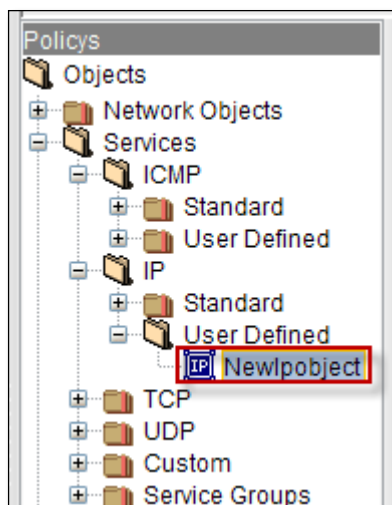 Policys
Objects
Network Objects
Services
ICMP
Standard
User Defined
IP
Standard
User Defined
IP NewIpobject
TCP
UDP
Custom
Service Groups